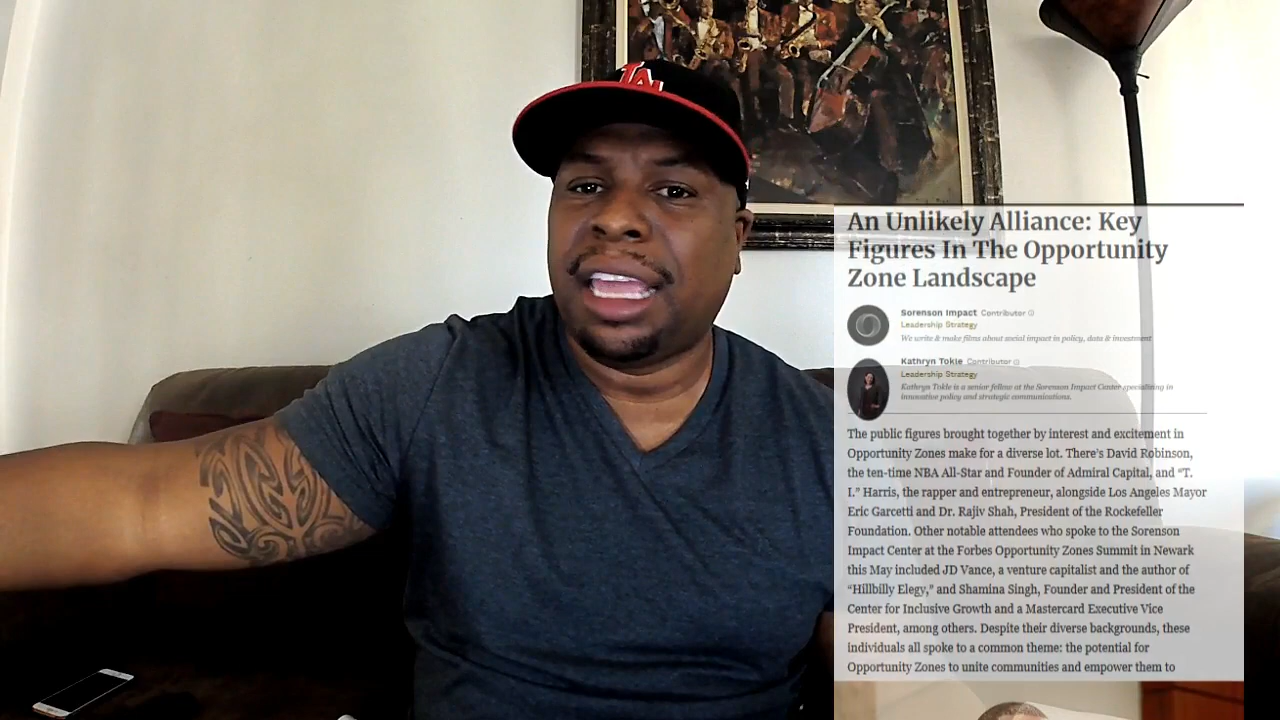 LA
An Unlikely Alliance: Key
Figures In The Opportunity
Zone Landscape
Sorenson Impact Contributor
Leadership Strategy
We write & make films about social impact in policy, data & investment
Kathryn Tokle Contributor
Leadership Strategy
Kathryn Tokle is a senior fellow at the Sorenson Impact Center specializing in
innovative policy and strategic communications.
The public figures brought together by interest and excitement in
Opportunity Zones make for a diverse lot. There's David Robinson,
the ten-time NBA All-Star and Founder of Admiral Capital, and “T.
I.” Harris, the rapper and entrepreneur, alongside Los Angeles Mayor
Eric Garcetti and Dr. Rajiv Shah, President of the Rockefeller
Foundation. Other notable attendees who spoke to the Sorenson
Impact Center at the Forbes Opportunity Zones Summit in Newark
this May included JD Vance, a venture capitalist and the author of
“Hillbilly Elegy,” and Shamina Singh, Founder and President of the
Center for Inclusive Growth and a Mastercard Executive Vice
President, among others. Despite their diverse backgrounds, these
individuals all spoke to a common theme: the potential for
Opportunity Zones to unite communities and empower them to